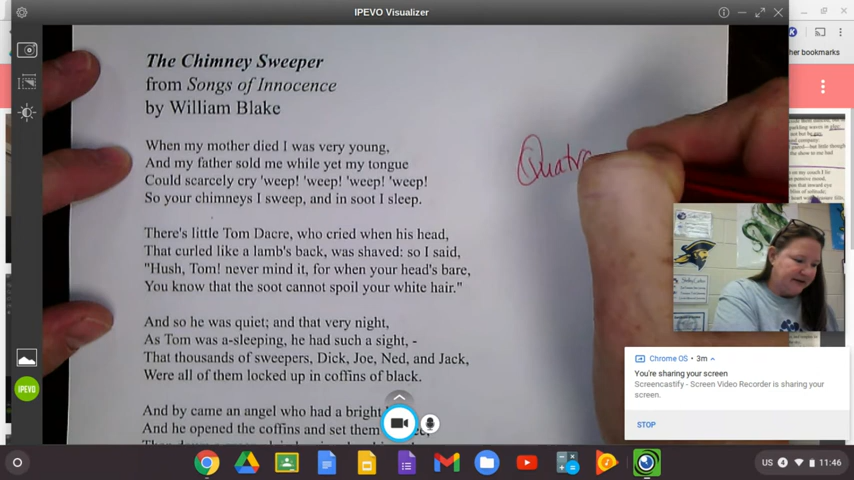 IPEVO Visualizer
her bookmarks
The Chimney Sweeper
from Songs of Innocence
by William Blake
When my mother died I was very young,
And my father sold me while yet my tongue
Could scarcely cry 'weep! 'weep! 'weep! 'weep!
So your chimneys I sweep, and in soot I sleep.
Quatra
There's little Tom Dacre, who cried when his head,
That curled like a lamb's back, was shaved: so I said,
"Hush, Tom! never mind it, for when your head's bare,
You know that the soot cannot spoil your white hair."
And so he was quiet; and that very night,
As Tom was a-sleeping, he had such a sight, -
That thousands of sweepers, Dick, Joe, Ned, and Jack,
Were all of them locked up in coffins of black.
And by came an angel who had a bright
And he opened the coffins and set them
IPEVO
Chrome OS • 3m
You're sharing your screen
Screencastify - Screen Video Recorder is sharing your
screen.
STOP
US 4 11:46